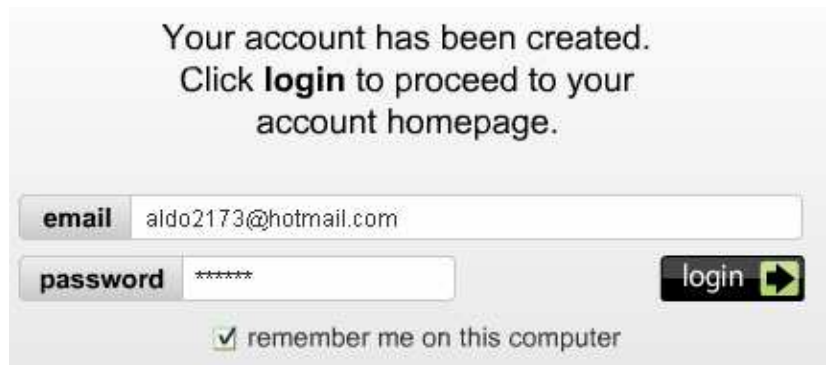 Your account has been created.
Click login to proceed to your
account homepage.
email aldo2173@hotmail.com
password ******
login
remember me on this computer